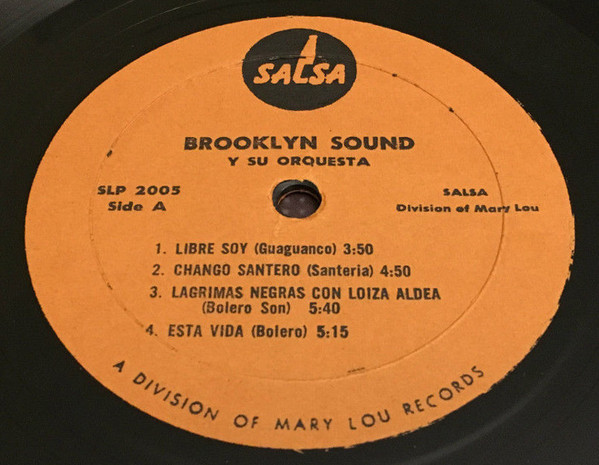 SALSA
BROOKLYN SOUND
Y SU ORQUESTA
SLP 2005
Side A
SALSA
Division of Mary Lou
1. LIBRE SOY (Guaguanco) 3:50
2. CHANGO SANTERO (Santeria) 4:50
3. LAGRIMAS NEGRAS CON LOIZA ALDEA
(Bolero Son) 5:40
4. ESTA VIDA (Bolero) 5:15
A DIVISION OF MARY LOU RECORDS